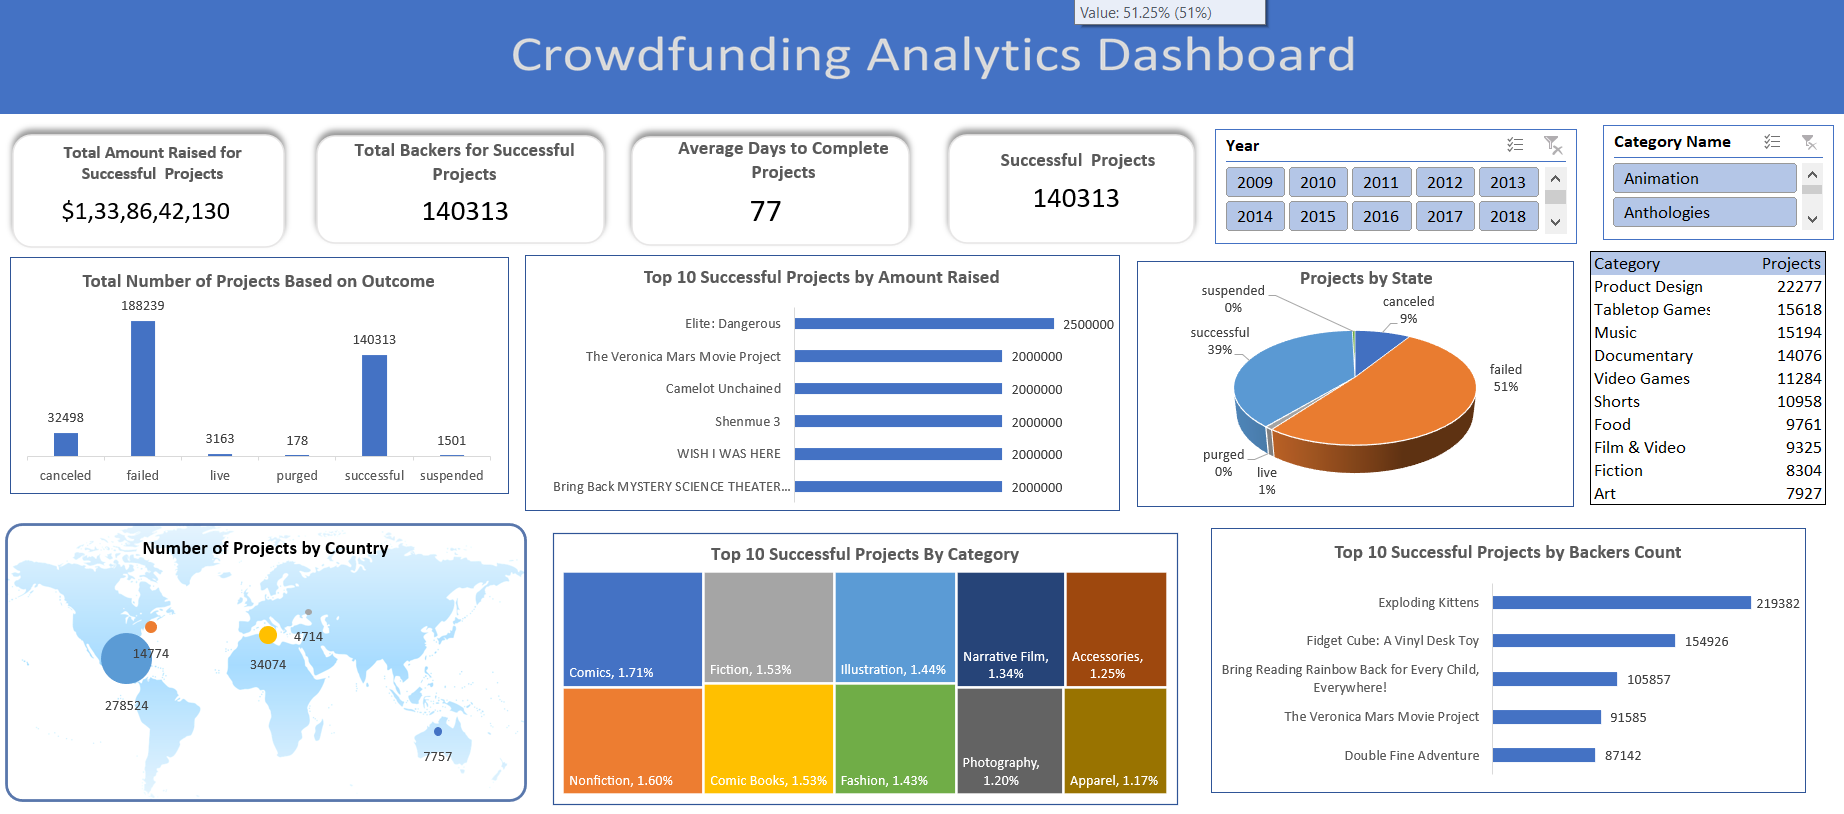 Value: 51.25% (51%)
Crowdfunding Analytics Dashboard
Total Amount Raised for
Successful Projects
$1,33,86,42,130
Total Backers for Successful
Projects
140313
Average Days to Complete
Projects
77
Successful Projects
140313
Year
2009 2010 2011 2012 2013
2014 2015 2016 2017 2018
Category Name
Animation
Anthologies
Total Number of Projects Based on Outcome
188239
140313
32498
3163
178
1501
canceled failed live purged successful suspended
Top 10 Successful Projects by Amount Raised
Elite: Dangerous 2500000
The Veronica Mars Movie Project 2000000
Camelot Unchained 2000000
Shenmue 3 2000000
WISH I WAS HERE 2000000
Bring Back MYSTERY SCIENCE THEATER... 2000000
Projects by State
suspended
0%
canceled
9%
successful
39%
failed
51%
purged
0%
live
1%
Category Projects
Product Design 22277
Tabletop Games 15618
Music 15194
Documentary 14076
Video Games 11284
Shorts 10958
Food 9761
Film & Video 9325
Fiction 8304
Art 7927
Number of Projects by Country
14774
4714
34074
278524
7757
Top 10 Successful Projects By Category
Comics, 1.71%
Fiction, 1.53%
Illustration, 1.44%
Narrative Film,
1.34%
Accessories,
1.25%
Nonfiction, 1.60%
Comic Books, 1.53%
Fashion, 1.43%
Photography,
1.20%
Apparel, 1.17%
Top 10 Successful Projects by Backers Count
Exploding Kittens 219382
Fidget Cube: A Vinyl Desk Toy 154926
Bring Reading Rainbow Back for Every Child,
Everywhere! 105857
The Veronica Mars Movie Project 91585
Double Fine Adventure 87142